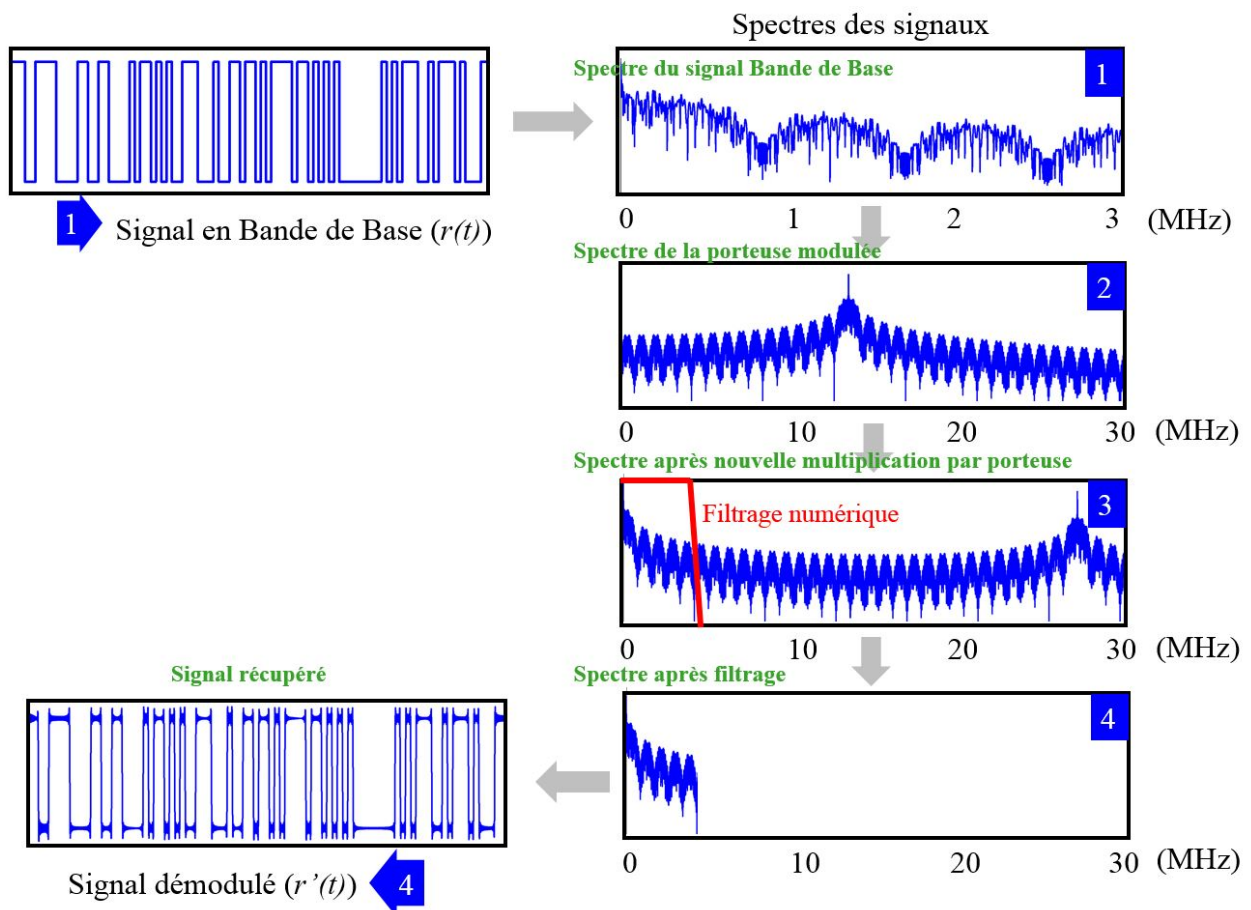 Spectres des signaux
Spectre du signal Bande de Base
1
0 1 2 3 (MHz)
1 Signal en Bande de Base (r(t))
Spectre de la porteuse modulée
2
0 10 20 30 (MHz)
Spectre après nouvelle multiplication par porteuse
3
Filtrage numérique
0 10 20 30 (MHz)
Signal récupéré
Spectre après filtrage
4
0 10 20 30 (MHz)
Signal démodulé (r'(t)) 4